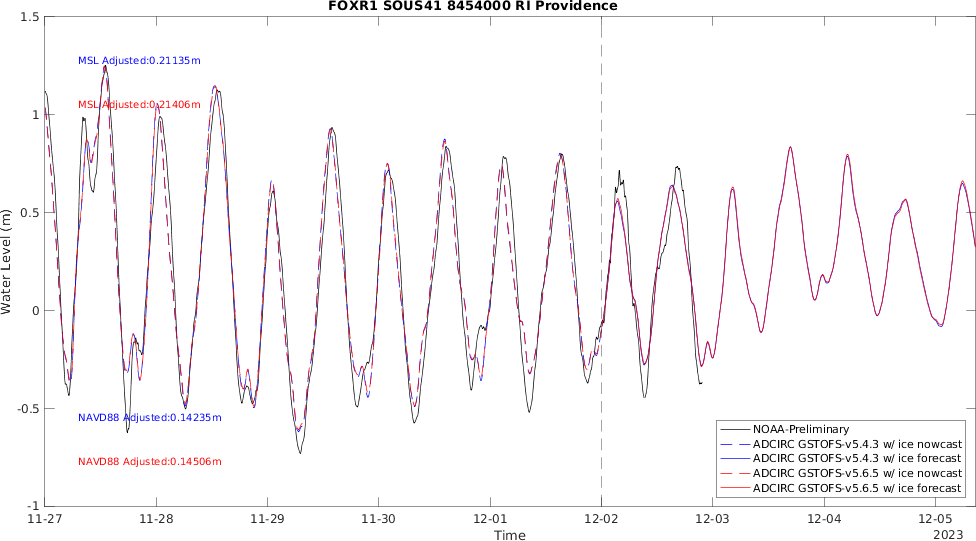 FOXR1 SOUS41 8454000 RI Providence
1.5
MSL Adjusted:0.21135m
MSL Adjusted:0.21406m
1
0.5
Water Level (m)
0
-0.5
NAVD88 Adjusted:0.14235m
NAVD88 Adjusted:0.14506m
NOAA-Preliminary
ADCIRC GSTOFS-v5.4.3 w/ ice nowcast
ADCIRC GSTOFS-v5.4.3 w/ ice forecast
ADCIRC GSTOFS-v5.6.5 w/ ice nowcast
ADCIRC GSTOFS-v5.6.5 w/ ice forecast
-1
11-27 11-28 11-29 11-30 12-01 12-02 12-03 12-04 12-05
Time
2023